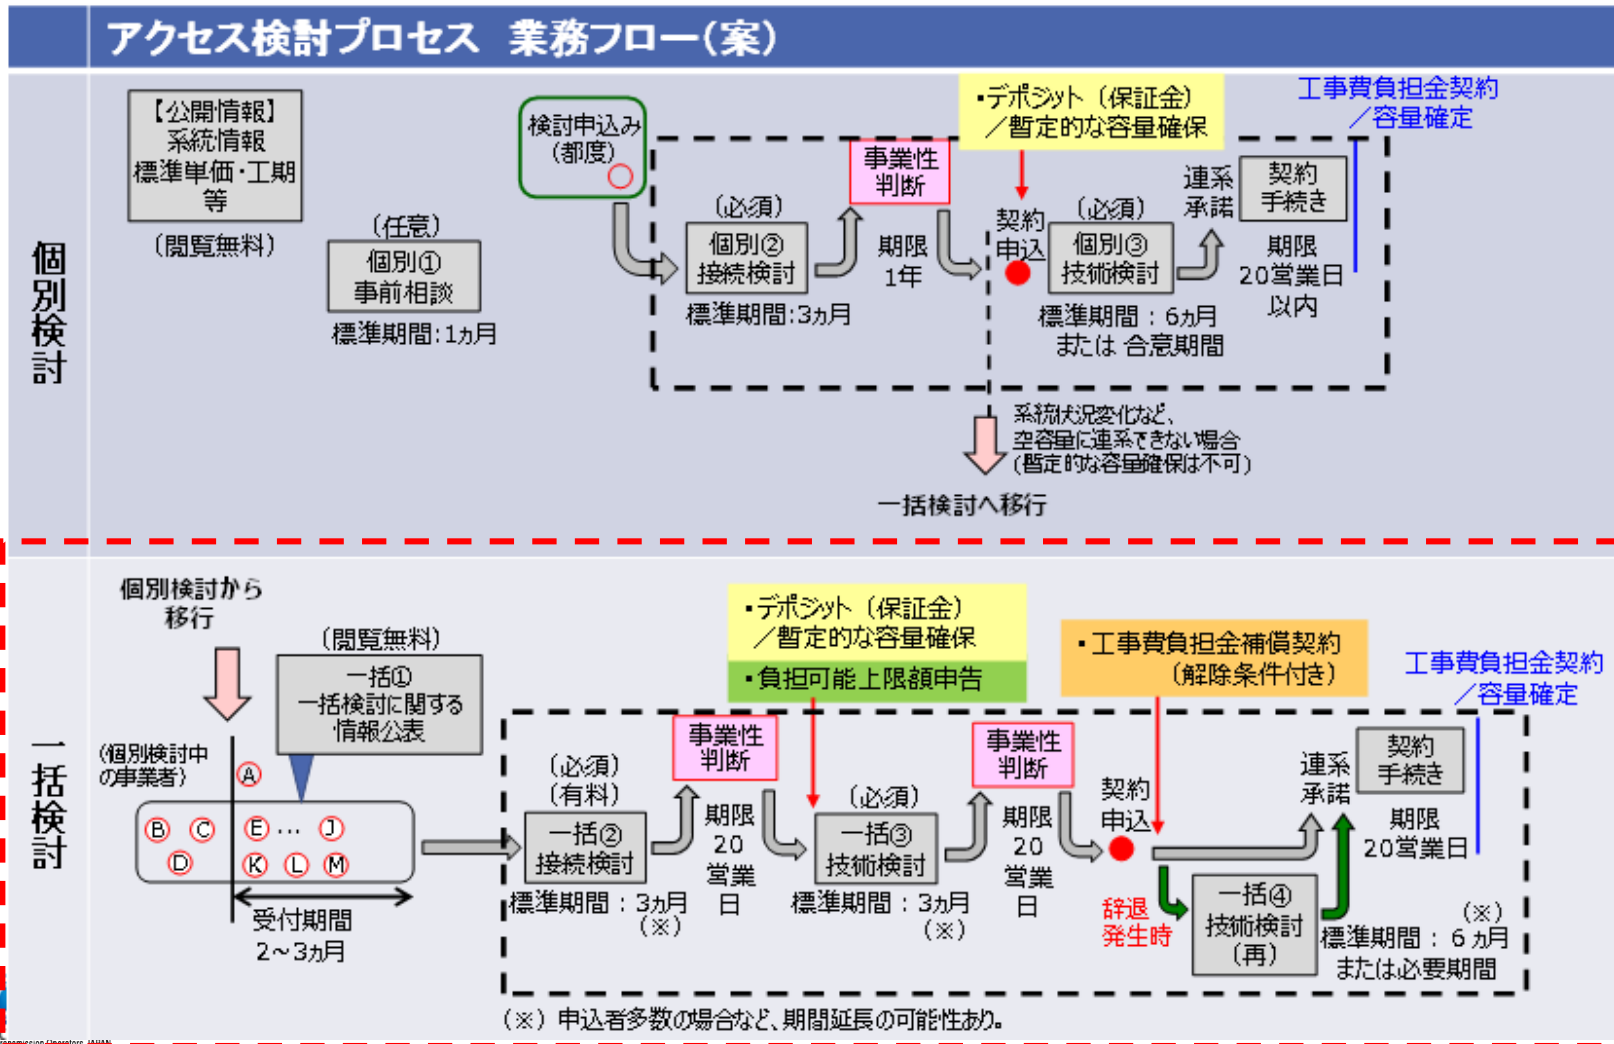 アクセス検討プロセス 業務フロー(案)
個別検討
【公開情報】
系統情報
標準単価・工期
等
(閲覧無料)
(任意)
個別①
事前相談
標準期間:1ヵ月
検討申込み
(都度)
(必須)
個別②
接続検討
標準期間:3ヵ月
事業性
判断
期限
1年
・デポジット(保証金)
／暫定的な容量確保
契約
申込
(必須)
個別③
技術検討
標準期間：6ヵ月
または 合意期間
連系
承諾
契約
手続き
期限
20営業日
以内
工事費負担金契約
／容量確定
系統状況変化など、
空容量に連系できない場合
(暫定的な容量確保は不可)
一括検討へ移行
一括検討
個別検討から
移行
(閲覧無料)
一括①
一括検討に関する
情報公表
(個別検討中
の事業者)
A
B C E … J
D K L M
受付期間
2～3ヵ月
(必須)
(有料)
一括②
接続検討
標準期間：3ヵ月
(※)
事業性
判断
期限
20
営業
日
・デポジット(保証金)
／暫定的な容量確保
・負担可能上限額申告
(必須)
一括③
技術検討
標準期間：3ヵ月
(※)
事業性
判断
期限
20
営業
日
・工事費負担金補償契約
(解除条件付き)
契約
申込
辞退
発生時
一括④
技術検討
(再)
(※)
標準期間：6ヵ月
または必要期間
連系
承諾
契約
手続き
期限
20営業日
工事費負担金契約
／容量確定
(※)申込者多数の場合など、期間延長の可能性あり。
Transmission Operators, JAPAN